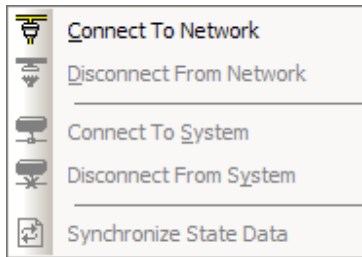 Connect To Network
Disconnect From Network
Connect To System
Disconnect From System
Synchronize State Data